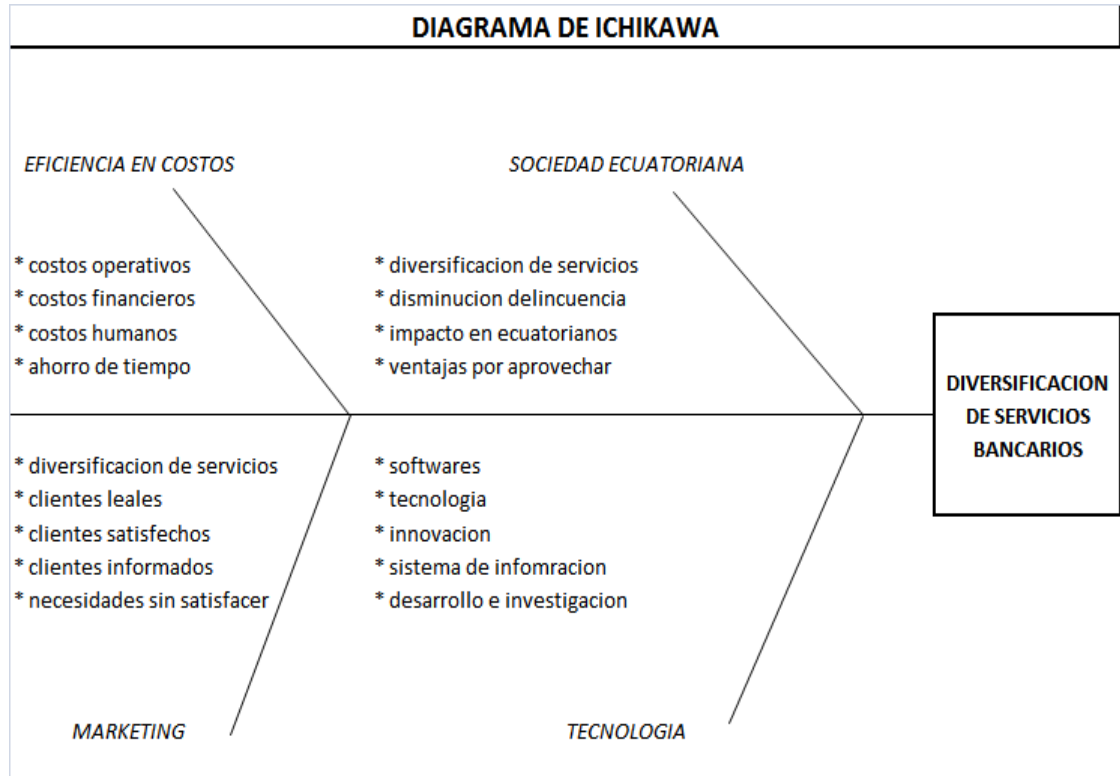 DIAGRAMA DE ICHIKAWA
EFICIENCIA EN COSTOS
* costos operativos
* costos financieros
* costos humanos
* ahorro de tiempo
SOCIEDAD ECUATORIANA
* diversificacion de servicios
* disminucion delincuencia
* impacto en ecuatorianos
* ventajas por aprovechar
DIVERSIFICACION
DE SERVICIOS
BANCARIOS
* diversificacion de servicios
* clientes leales
* clientes satisfechos
* clientes informados
* necesidades sin satisfacer
MARKETING
* softwares
* tecnologia
* innovacion
* sistema de infomracion
* desarrollo e investigacion
TECNOLOGIA